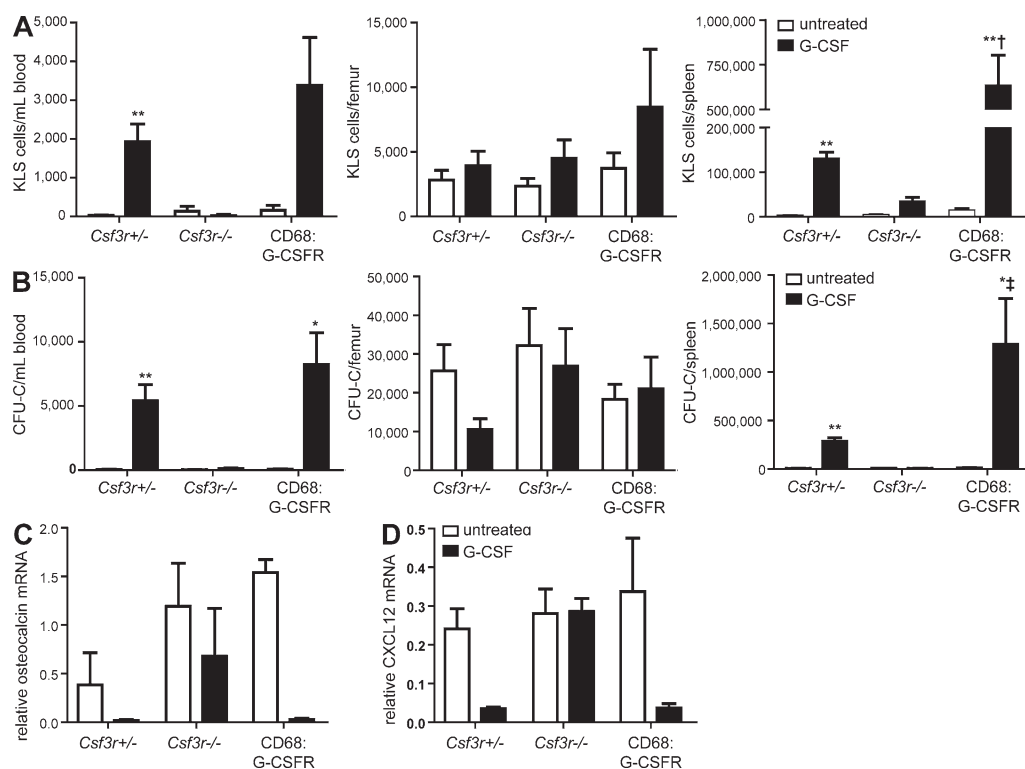 A
5,000
4,000
3,000
2,000
1,000
0
KLS cells/mL blood
**
Csf3r+/-
Csf3r-/-
CD68:
G-CSFR
15,000
10,000
5,000
0
KLS cells/femur
Csf3r+/-
Csf3r-/-
CD68:
G-CSFR
1,000,000
750,000
500,000
200,000
100,000
0
KLS cells/spleen
untreated
G-CSF
**
**†
Csf3r+/-
Csf3r-/-
CD68:
G-CSFR
B
15,000
10,000
5,000
0
CFU-C/mL blood
**
*
Csf3r+/-
Csf3r-/-
CD68:
G-CSFR
50,000
40,000
30,000
20,000
10,000
0
CFU-C/femur
Csf3r+/-
Csf3r-/-
CD68:
G-CSFR
2,000,000
1,500,000
1,000,000
500,000
0
CFU-C/spleen
untreated
G-CSF
**
*‡
Csf3r+/-
Csf3r-/-
CD68:
G-CSFR
C
2.0
1.5
1.0
0.5
0.0
relative osteocalcin mRNA
Csf3r+/-
Csf3r-/-
CD68:
G-CSFR
D
0.5
0.4
0.3
0.2
0.1
0.0
relative CXCL12 mRNA
untreated
G-CSF
Csf3r+/-
Csf3r-/-
CD68:
G-CSFR